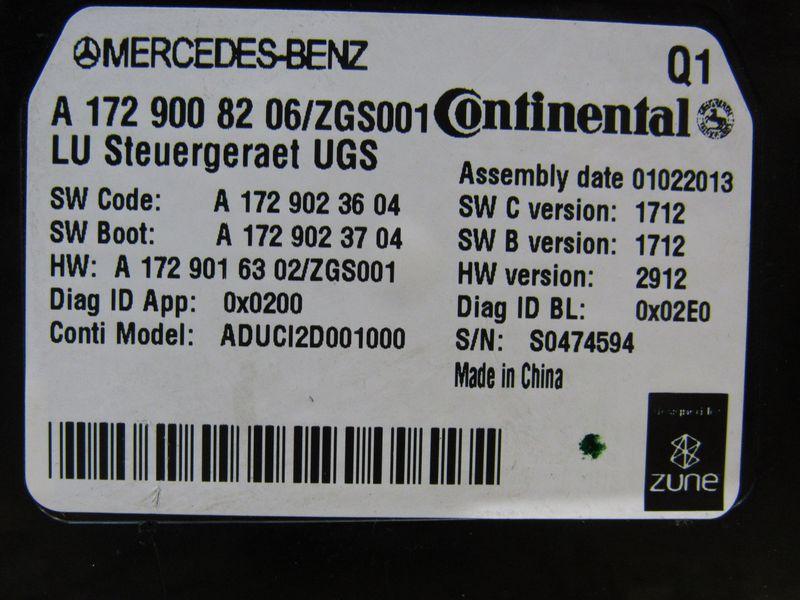 MERCEDES-BENZ
Q1
A 172 900 82 06/ZGS001
Continental
LU Steuergeraet UGS
Assembly date 01022013
SW Code: A 172 902 36 04
SW C version: 1712
SW Boot: A 172 902 37 04
SW B version: 1712
HW: A 172 901 63 02/ZGS001
HW version: 2912
Diag ID App: 0x0200
Diag ID BL: 0x02E0
Conti Model: ADUCI2D001000
S/N: S0474594
Made in China
designed for
zune